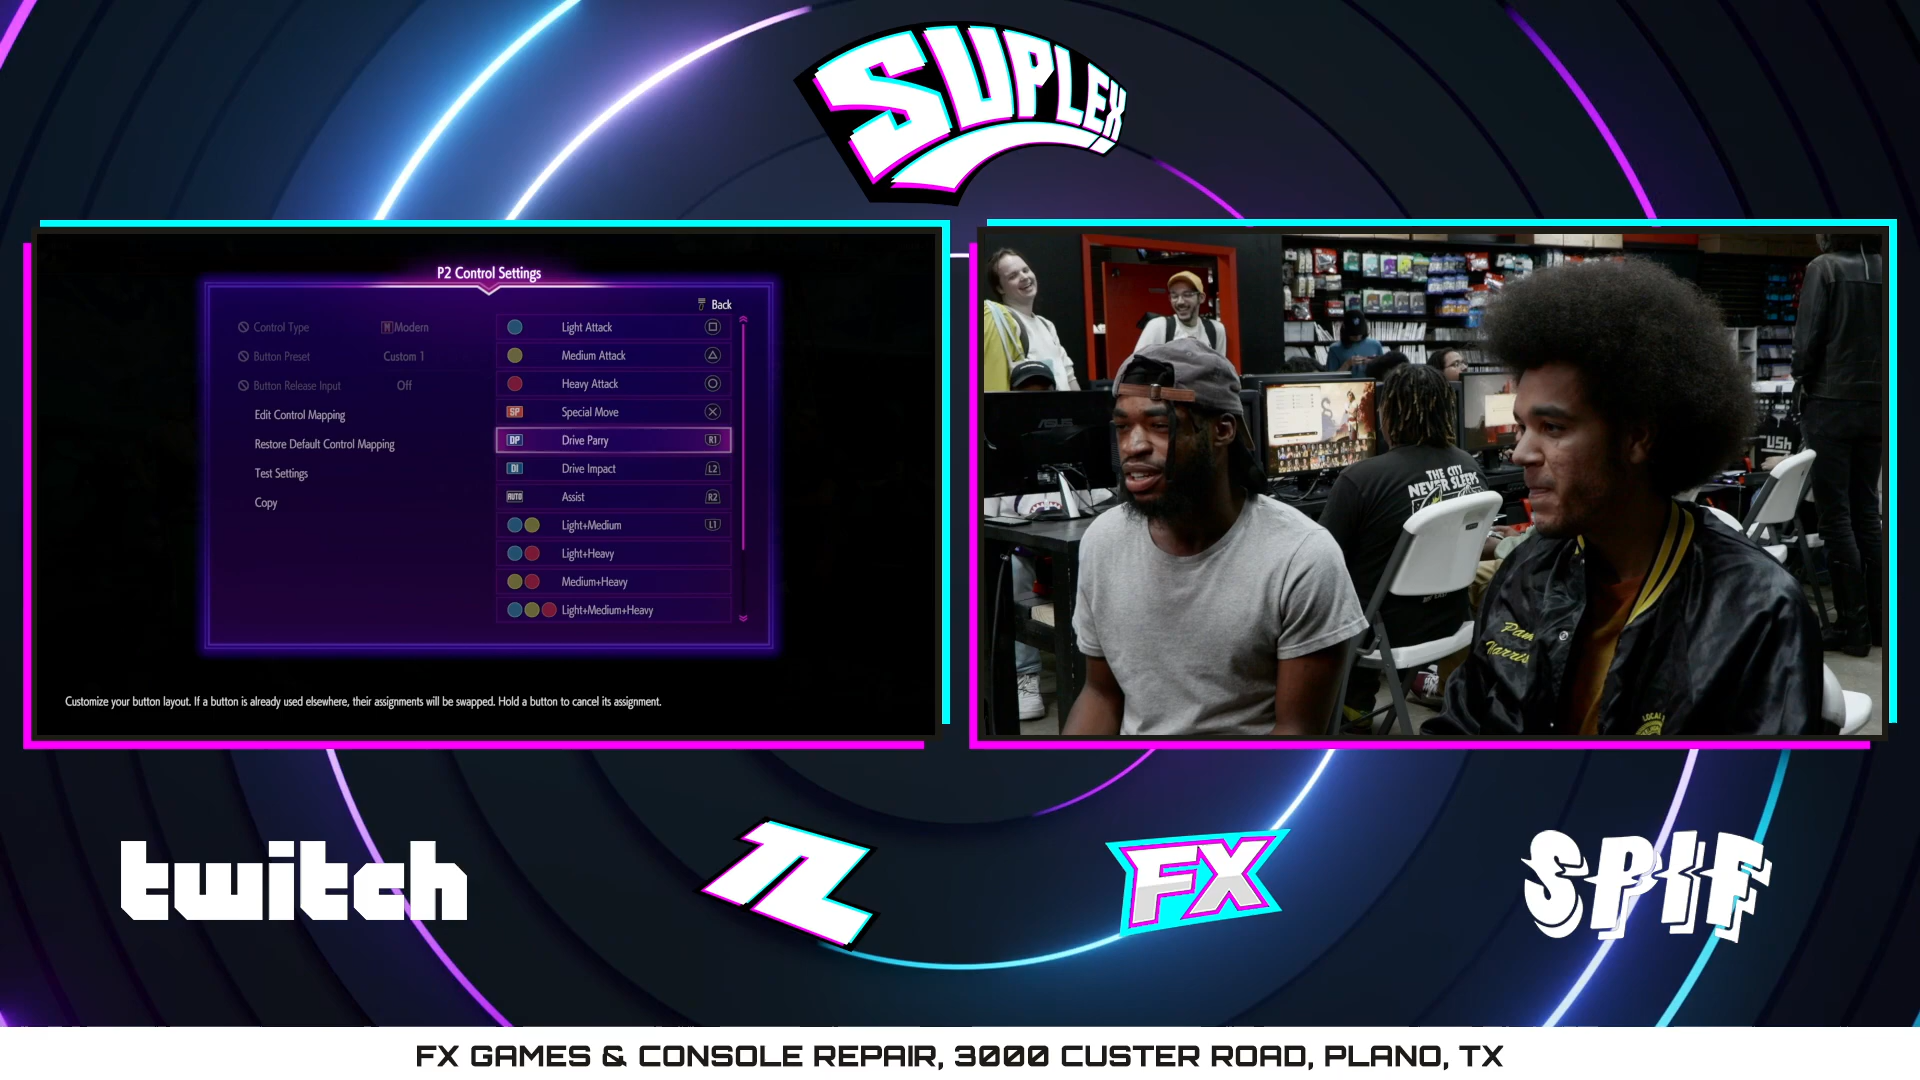 SUPLEX
P2 Control Settings
Back
Control Type M Modern
Button Preset Custom 1
Button Release Input Off
Edit Control Mapping
Restore Default Control Mapping
Test Settings
Copy
Light Attack
Medium Attack
Heavy Attack
SP Special Move
DP Drive Parry R1
DI Drive Impact L2
AUTO Assist R2
Light+Medium L1
Light+Heavy
Medium+Heavy
Light+Medium+Heavy
Customize your button layout. If a button is already used elsewhere, their assignments will be swapped. Hold a button to cancel its assignment.
ASUS
THE CITY
NEVER SLEEPS
Pam
Harris
LOCAL
twitch
FX
SPIF
FX GAMES & CONSOLE REPAIR, 3000 CUSTER ROAD, PLANO, TX